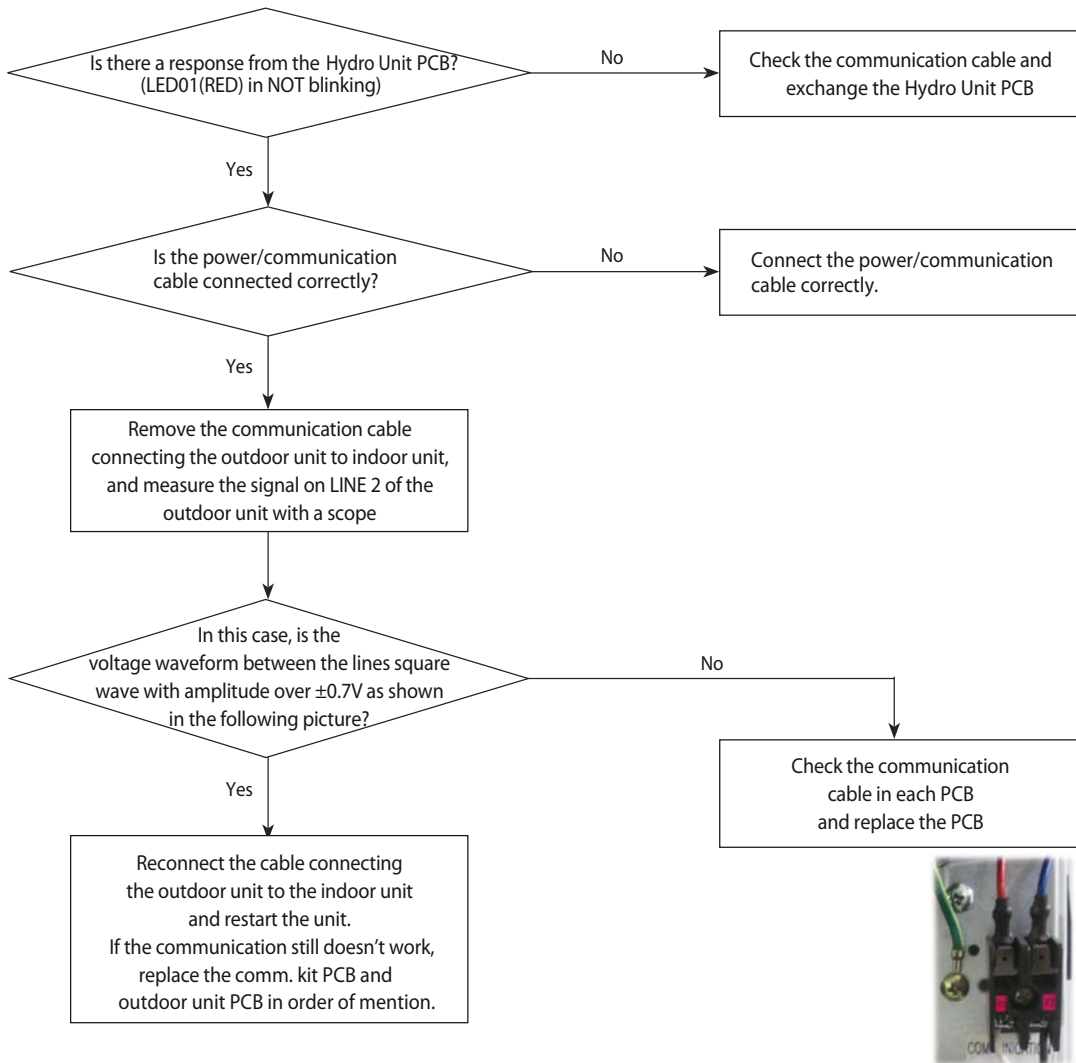 Is there a response from the Hydro Unit PCB?
(LED01(RED) in NOT blinking)
No
Check the communication cable and
exchange the Hydro Unit PCB
Yes
Is the power/communication
cable connected correctly?
No
Connect the power/communication
cable correctly.
Yes
Remove the communication cable
connecting the outdoor unit to indoor unit,
and measure the signal on LINE 2 of the
outdoor unit with a scope
In this case, is the
voltage waveform between the lines square
wave with amplitude over ±0.7V as shown
in the following picture?
No
Check the communication
cable in each PCB
and replace the PCB
Yes
Reconnect the cable connecting
the outdoor unit to the indoor unit
and restart the unit.
If the communication still doesn't work,
replace the comm. kit PCB and
outdoor unit PCB in order of mention.